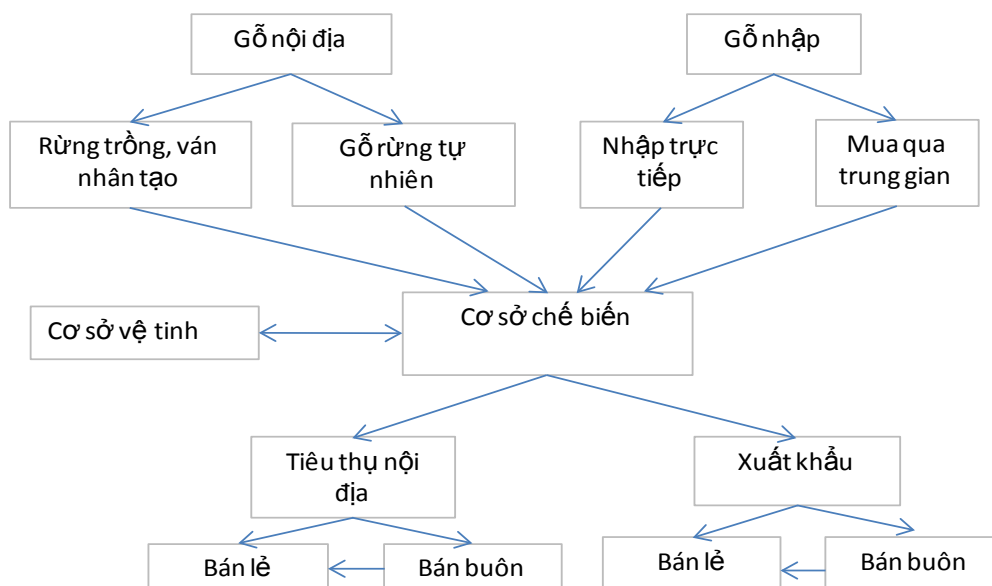 Gỗ nội địa
Gỗ nhập
Rừng trồng, ván
nhân tạo
Gỗ rừng tự
nhiên
Nhập trực
tiếp
Mua qua
trung gian
Cơ sở vệ tinh
Cơ sở chế biến
Tiêu thụ nội
địa
Xuất khẩu
Bán lẻ
Bán buôn
Bán lẻ
Bán buôn